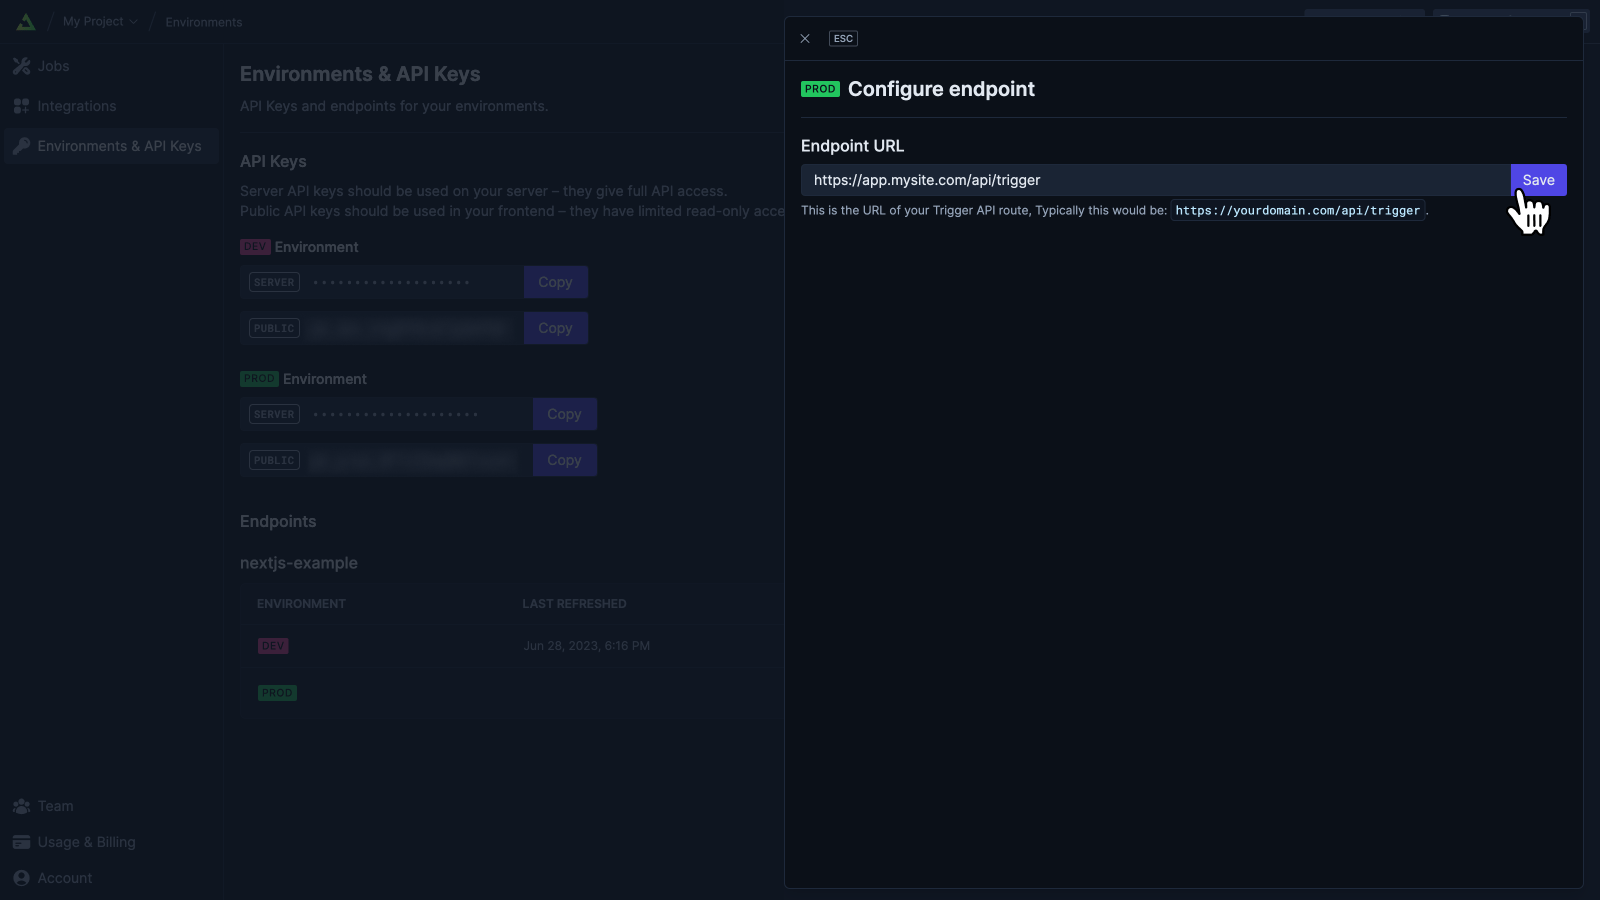 My Project
Environments
Jobs
Integrations
Environments & API Keys
Environments & API Keys
API Keys and endpoints for your environments.
API Keys
Server API keys should be used on your server – they give full API access.
Public API keys should be used in your frontend – they have limited read-only acce
DEV Environment
SERVER ••••••••••••••••••• Copy
PUBLIC Copy
PROD Environment
SERVER •••••••••••••••••••• Copy
PUBLIC Copy
Endpoints
nextjs-example
ENVIRONMENT LAST REFRESHED
DEV Jun 28, 2023, 6:16 PM
PROD
Team
Usage & Billing
Account
ESC
PROD Configure endpoint
Endpoint URL
https://app.mysite.com/api/trigger Save
This is the URL of your Trigger API route, Typically this would be: https://yourdomain.com/api/trigger.